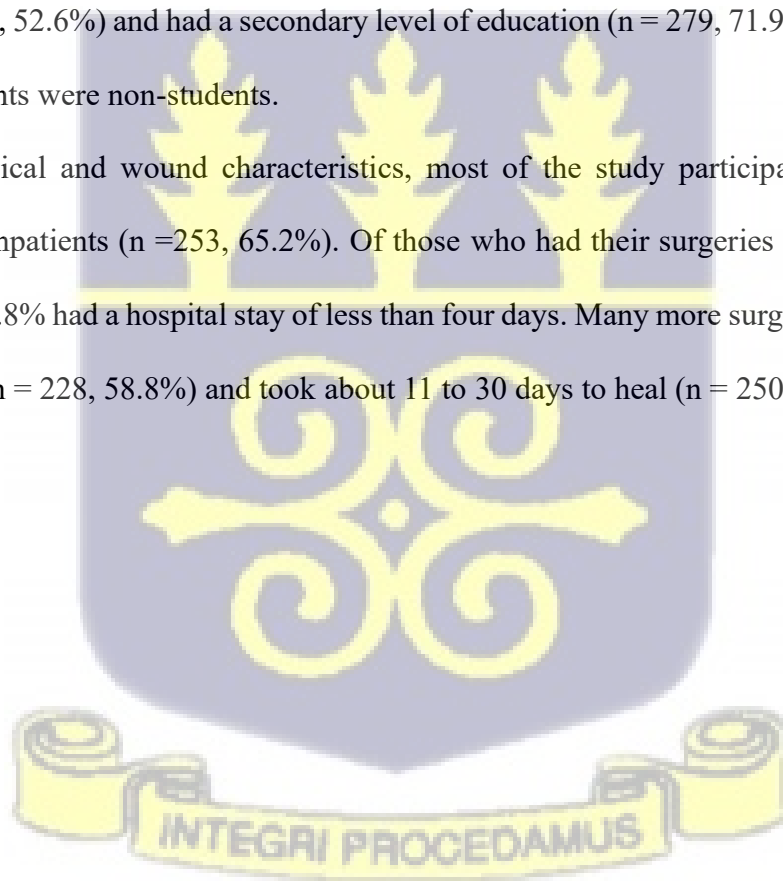 , 52.6%) and had a secondary level of education (n = 279, 71.9
nts were non-students.
ical and wound characteristics, most of the study participa
npatients (n =253, 65.2%). Of those who had their surgeries
.8% had a hospital stay of less than four days. Many more surg
n = 228, 58.8%) and took about 11 to 30 days to heal (n = 250
INTEGRI PROCEDAMUS